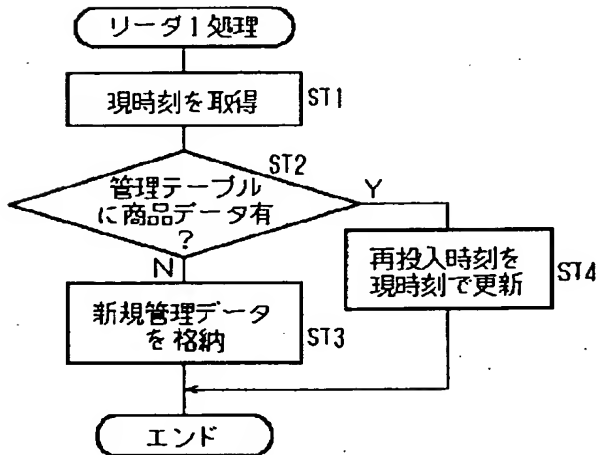 リーダ1処理
現時刻を取得
ST1
ST2
管理テーブル
に商品データ有
?
Y
N
再投入時刻を
現時刻で更新
ST4
新規管理データ
を格納
ST3
エンド